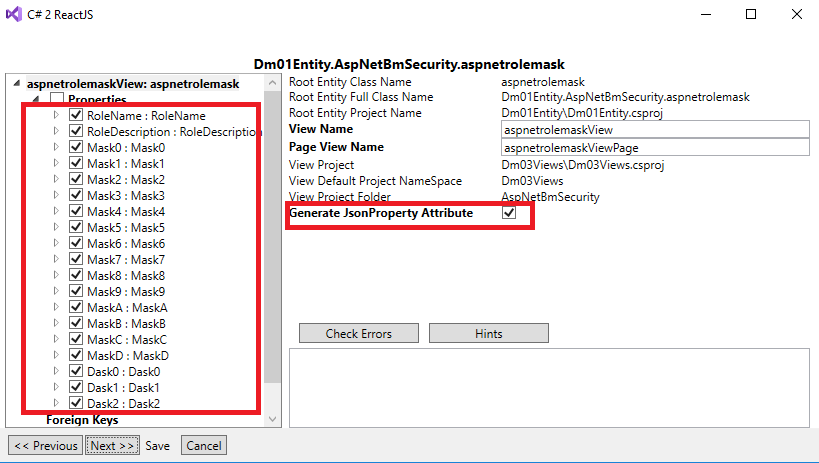 C# 2 ReactJS
Dm01Entity.AspNetBmSecurity.aspnetrolemask
aspnetrolemaskView: aspnetrolemask
Properties
RoleName : RoleName
RoleDescription : RoleDescription
Mask0 : Mask0
Mask1 : Mask1
Mask2 : Mask2
Mask3 : Mask3
Mask4 : Mask4
Mask5 : Mask5
Mask6 : Mask6
Mask7 : Mask7
Mask8 : Mask8
Mask9 : Mask9
MaskA : MaskA
MaskB : MaskB
MaskC : MaskC
MaskD : MaskD
Dask0 : Dask0
Dask1 : Dask1
Dask2 : Dask2
Foreign Keys
Root Entity Class Name aspnetrolemask
Root Entity Full Class Name Dm01Entity.AspNetBmSecurity.aspnetrolemask
Root Entity Project Name Dm01Entity\Dm01Entity.csproj
View Name aspnetrolemaskView
Page View Name aspnetrolemaskViewPage
View Project Dm03Views\Dm03Views.csproj
View Default Project NameSpace Dm03Views
View Project Folder AspNetBmSecurity
Generate JsonProperty Attribute
Check Errors Hints
<< Previous Next >> Save Cancel